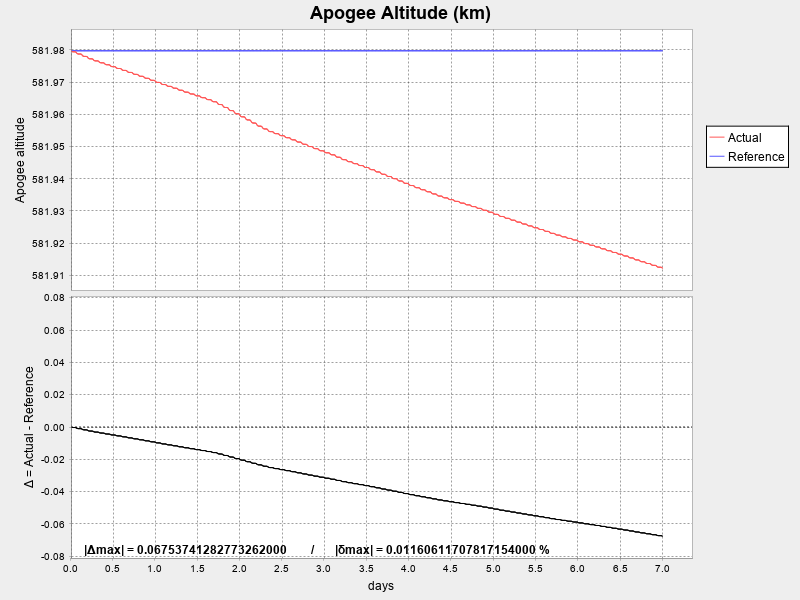 Apogee Altitude (km)
Apogee altitude
581.98
581.97
581.96
581.95
581.94
581.93
581.92
581.91
Actual
Reference
Δ = Actual - Reference
0.08
0.06
0.04
0.02
0.00
-0.02
-0.04
-0.06
-0.08
|Δmax| = 0.06753741282773262000 / |δmax| = 0.01160611707817154000 %
0.0 0.5 1.0 1.5 2.0 2.5 3.0 3.5 4.0 4.5 5.0 5.5 6.0 6.5 7.0
days